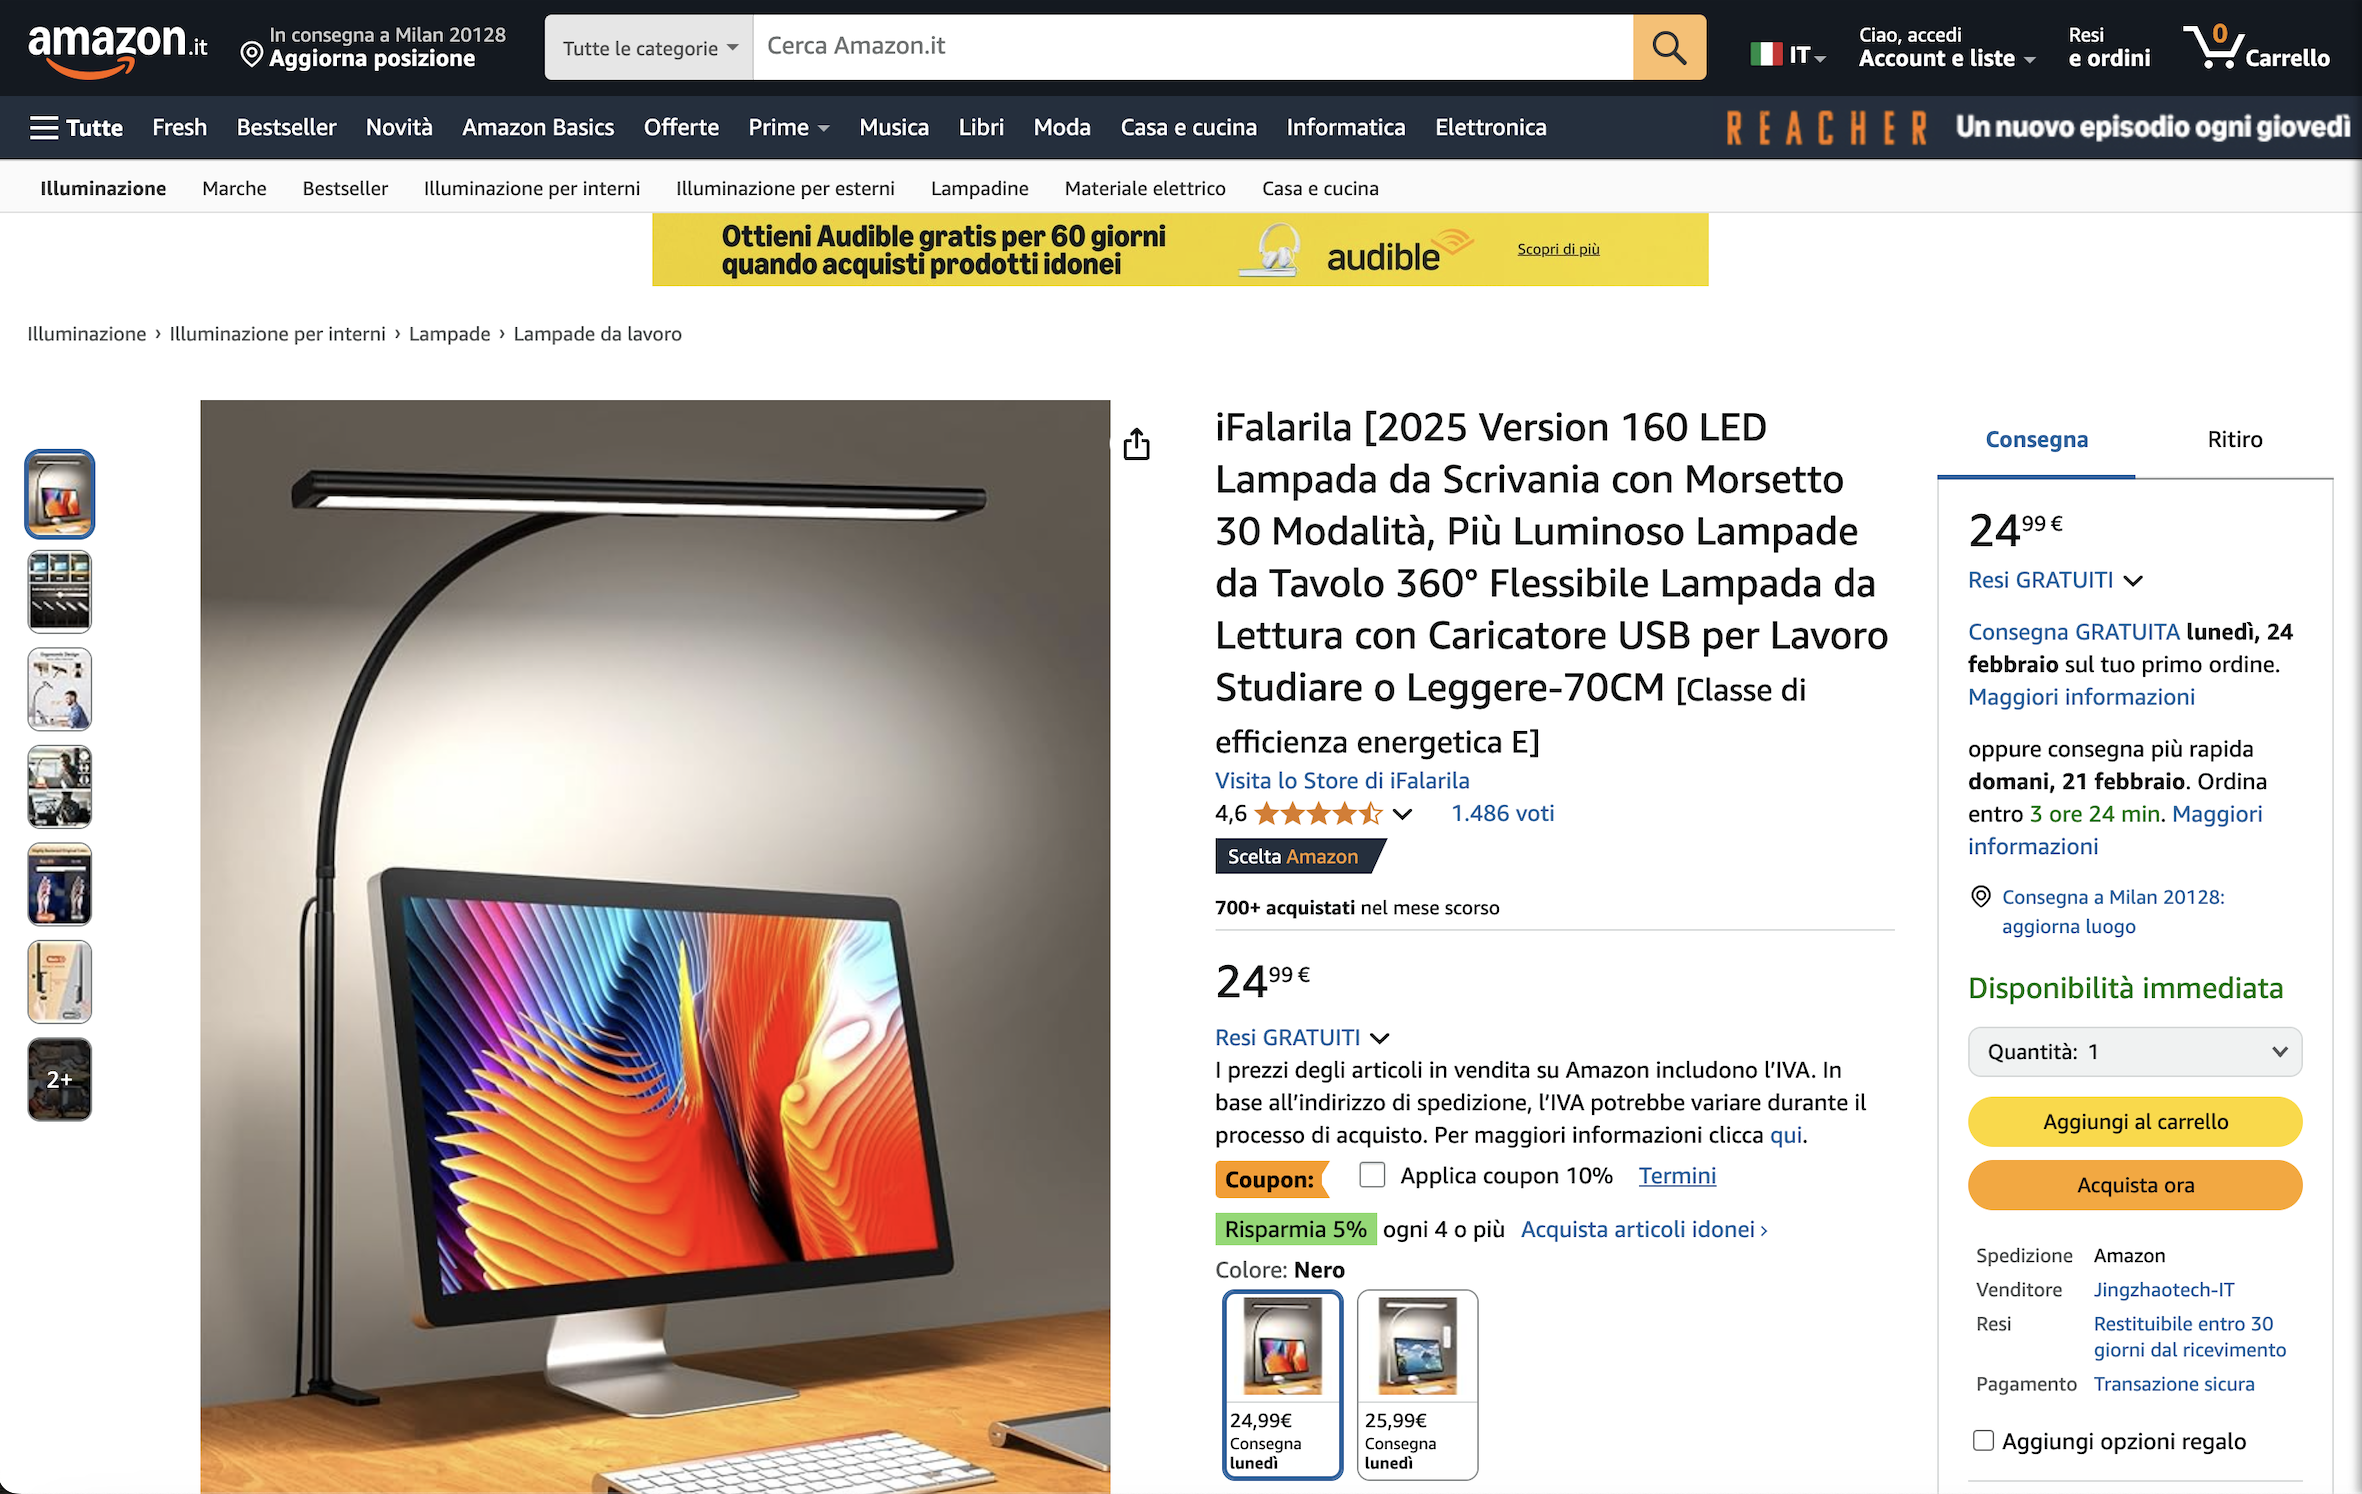 amazon.it
In consegna a Milan 20128
Aggiorna posizione
Tutte le categorie
Cerca Amazon.it
IT
Ciao, accedi
Account e liste
Resi
e ordini
0
Carrello
Tutte
Fresh
Bestseller
Novità
Amazon Basics
Offerte
Prime
Musica
Libri
Moda
Casa e cucina
Informatica
Elettronica
REACHER
Un nuovo episodio ogni giovedì
Illuminazione
Marche
Bestseller
Illuminazione per interni
Illuminazione per esterni
Lampadine
Materiale elettrico
Casa e cucina
Ottieni Audible gratis per 60 giorni
quando acquisti prodotti idonei
audible
Scopri di più
Illuminazione › Illuminazione per interni › Lampade › Lampade da lavoro
2+
iFalarila [2025 Version 160 LED
Lampada da Scrivania con Morsetto
30 Modalità, Più Luminoso Lampade
da Tavolo 360° Flessibile Lampada da
Lettura con Caricatore USB per Lavoro
Studiare o Leggere-70CM [Classe di
efficienza energetica E]
Visita lo Store di iFalarila
4,6
1.486 voti
Scelta Amazon
700+ acquistati nel mese scorso
24 99 €
Resi GRATUITI
I prezzi degli articoli in vendita su Amazon includono l'IVA. In
base all'indirizzo di spedizione, l'IVA potrebbe variare durante il
processo di acquisto. Per maggiori informazioni clicca qui.
Coupon:
Applica coupon 10%
Termini
Risparmia 5% ogni 4 o più Acquista articoli idonei ›
Colore: Nero
24,99€
Consegna
lunedì
25,99€
Consegna
lunedì
Consegna
Ritiro
24 99 €
Resi GRATUITI
Consegna GRATUITA lunedì, 24
febbraio sul tuo primo ordine.
Maggiori informazioni
oppure consegna più rapida
domani, 21 febbraio. Ordina
entro 3 ore 24 min. Maggiori
informazioni
Consegna a Milan 20128:
aggiorna luogo
Disponibilità immediata
Quantità: 1
Aggiungi al carrello
Acquista ora
Spedizione Amazon
Venditore Jingzhaotech-IT
Resi Restituibile entro 30
giorni dal ricevimento
Pagamento Transazione sicura
Aggiungi opzioni regalo